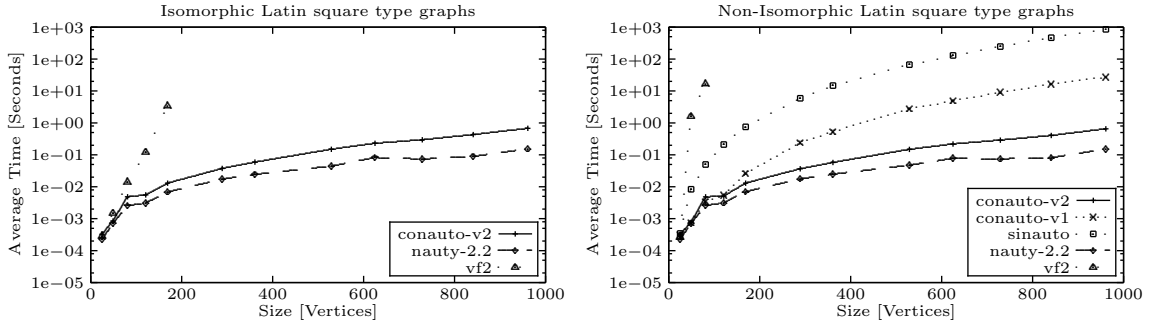 Isomorphic Latin square type graphs
Average Time [Seconds]
1e+03
1e+02
1e+01
1e+00
1e-01
1e-02
1e-03
1e-04
1e-05
0
200
400
600
800
1000
Size [Vertices]
conauto-v2
nauty-2.2
vf2
Non-Isomorphic Latin square type graphs
Average Time [Seconds]
1e+03
1e+02
1e+01
1e+00
1e-01
1e-02
1e-03
1e-04
1e-05
0
200
400
600
800
1000
Size [Vertices]
conauto-v2
conauto-v1
sinauto
nauty-2.2
vf2